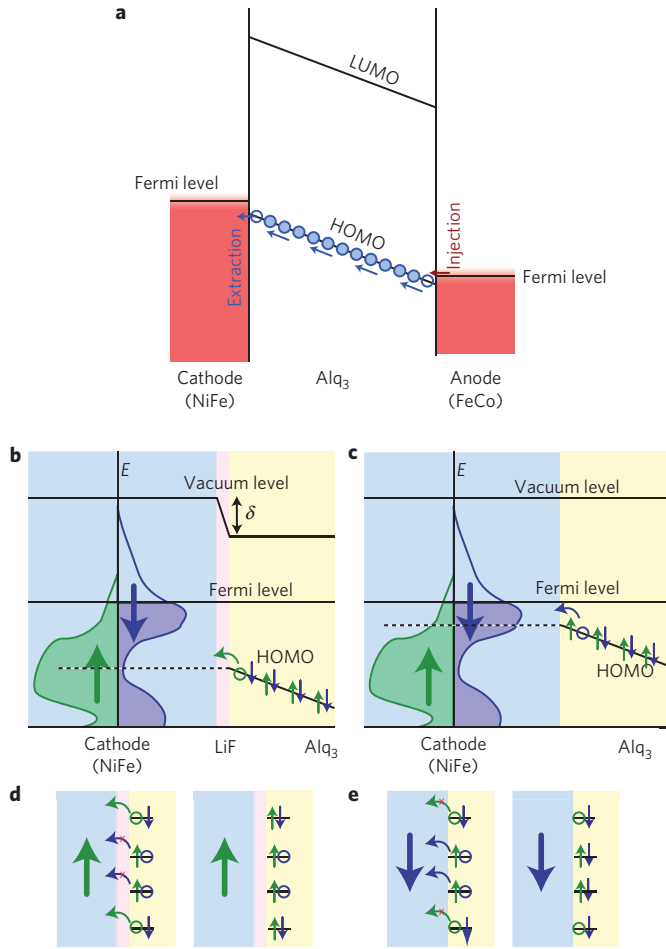 a
LUMO
Fermi level
HOMO
Extraction
Injection
Fermi level
Cathode
(NiFe)
Alq3
Anode
(FeCo)
b
E
Vacuum level
δ
Fermi level
HOMO
Cathode
(NiFe)
LiF
Alq3
c
E
Vacuum level
Fermi level
HOMO
Cathode
(NiFe)
Alq3
d
e